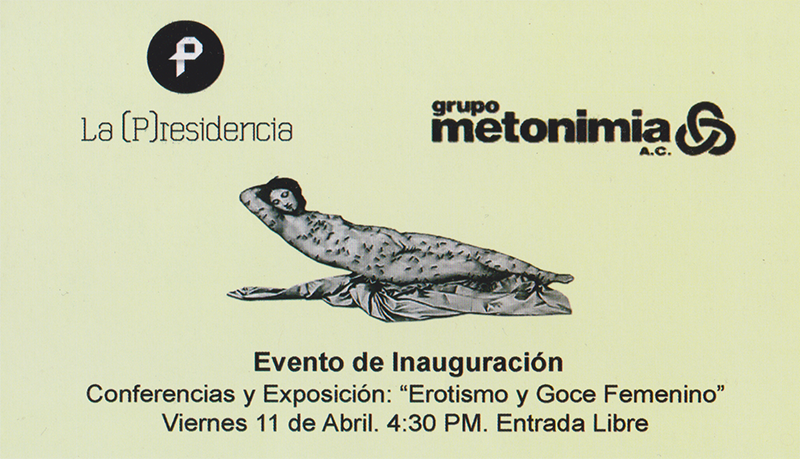 P
La (P)residencia
grupo
metonimia
A.C.
Evento de Inauguración
Conferencias y Exposición: “Erotismo y Goce Femenino”
Viernes 11 de Abril. 4:30 PM. Entrada Libre